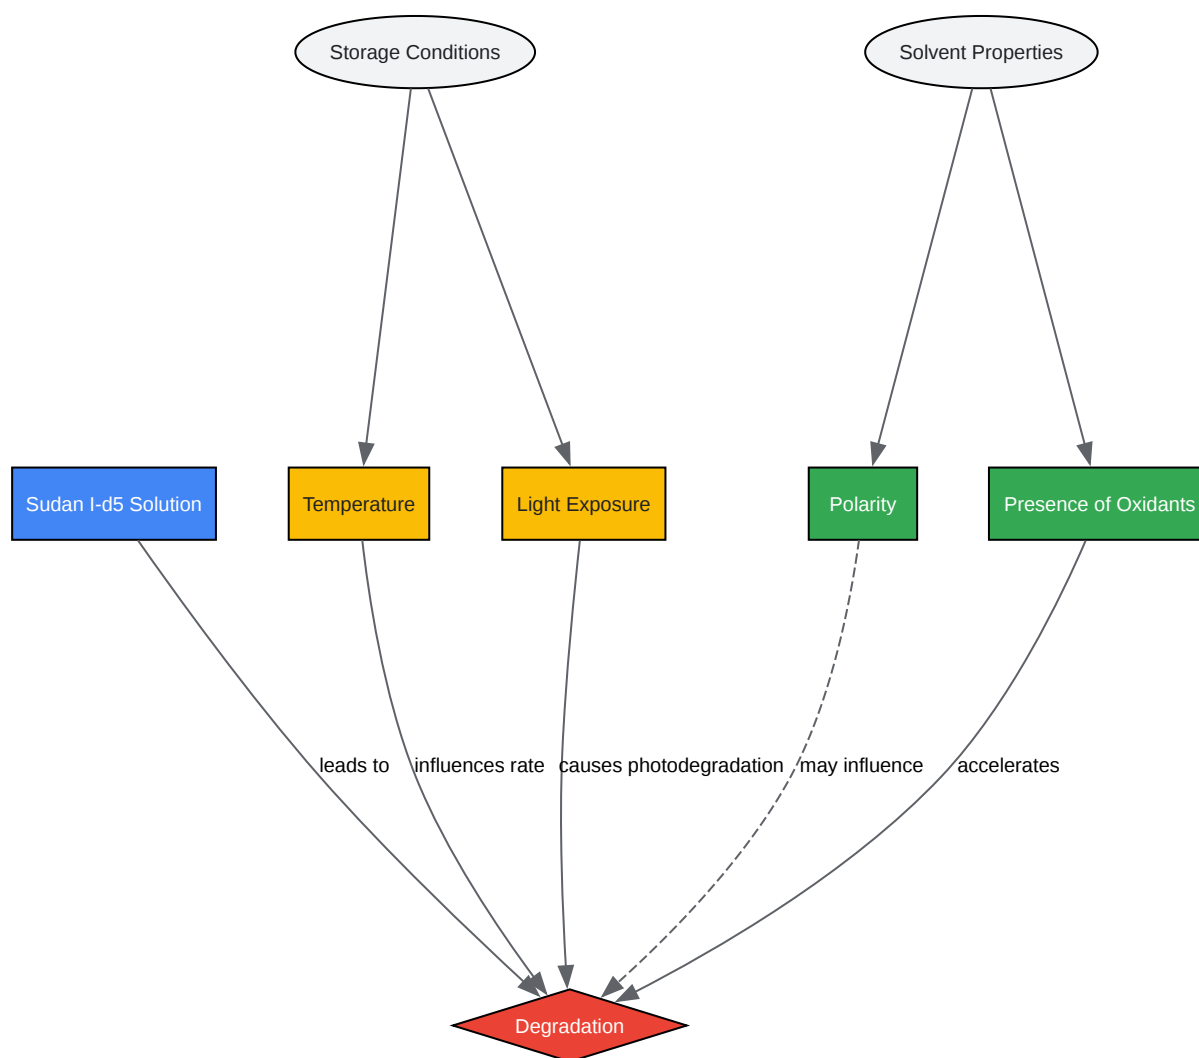 Storage Conditions
Solvent Properties
Sudan I-d5 Solution
Temperature
Light Exposure
Polarity
Presence of Oxidants
leads to
influences rate
causes photodegradation
may influence
accelerates
Degradation